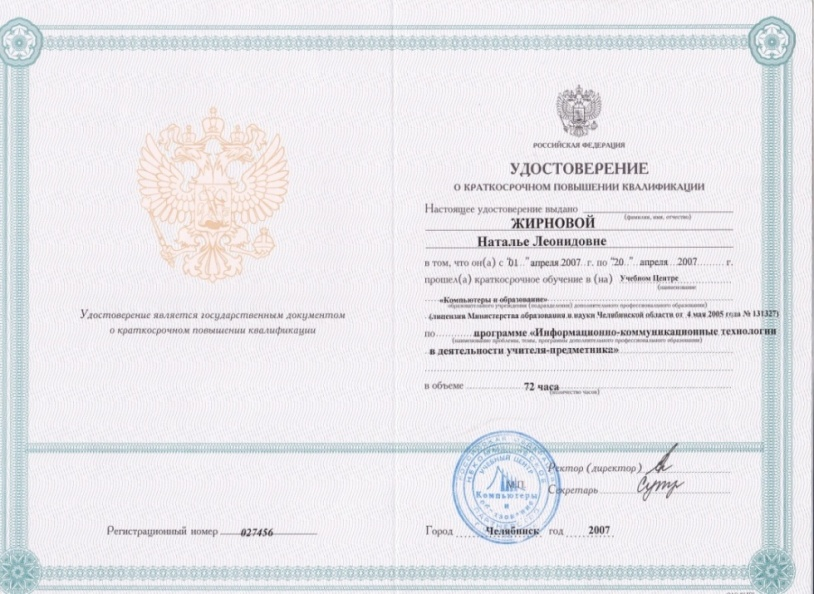 Удостоверение является государственным документом
о краткосрочном повышении квалификации
Регистрационный номер 027456
РОССИЙСКАЯ ФЕДЕРАЦИЯ
УДОСТОВЕРЕНИЕ
О КРАТКОСРОЧНОМ ПОВЫШЕНИИ КВАЛИФИКАЦИИ
Настоящее удостоверение выдано
(фамилия, имя, отчество)
ЖИРНОВОЙ
Наталье Леонидовне
в том, что он(а) с "01 " апреля 2007 г. по "20 " апреля 2007 г.
прошел(а) краткосрочное обучение в (на) Учебном Центре
(наименование
«Компьютеры и образование»
образовательного учреждения (подразделения) дополнительного профессионального образования)
(лицензия Министерства образования и науки Челябинской области от 4 мая 2005 года № 131327)
по программе «Информационно-коммуникационные технологии
(наименование проблемы, темы, программы дополнительного профессионального образования)
в деятельности учителя-предметника»
в объеме 72 часа
(количество часов)
УЧЕБНЫЙ ЦЕНТР
Компьютеры
и
образование
М.П.
Ректор (директор)
Секретарь
Город Челябинск год 2007